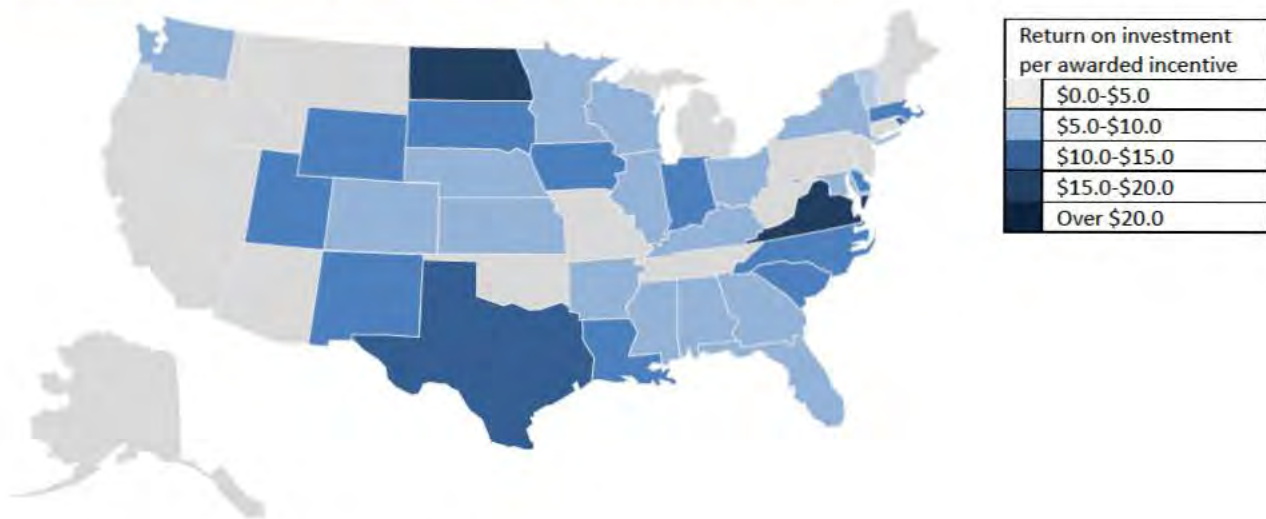 Return on investment
per awarded incentive
$0.0-$5.0
$5.0-$10.0
$10.0-$15.0
$15.0-$20.0
Over $20.0